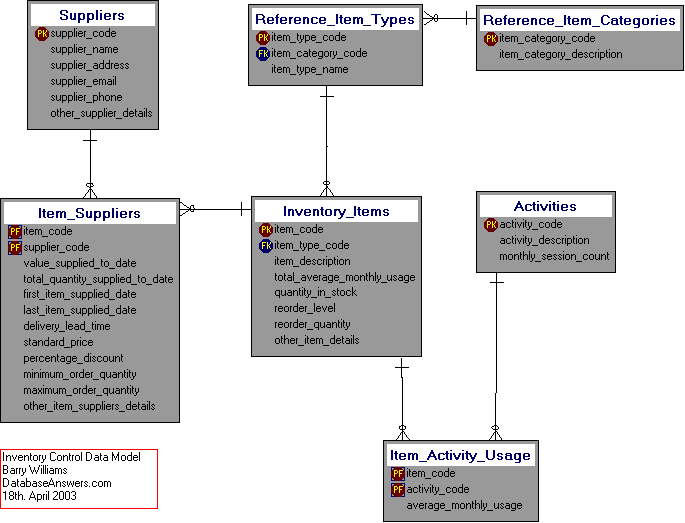 Suppliers
PK supplier_code
supplier_name
supplier_address
supplier_email
supplier_phone
other_supplier_details
Reference_Item_Types
PK item_type_code
FK item_category_code
item_type_name
Reference_Item_Categories
PK item_category_code
item_category_description
Item_Suppliers
PF item_code
PF supplier_code
value_supplied_to_date
total_quantity_supplied_to_date
first_item_supplied_date
last_item_supplied_date
delivery_lead_time
standard_price
percentage_discount
minimum_order_quantity
maximum_order_quantity
other_item_suppliers_details
Inventory_Items
PK item_code
FK item_type_code
item_description
total_average_monthly_usage
quantity_in_stock
reorder_level
reorder_quantity
other_item_details
Activities
PK activity_code
activity_description
monthly_session_count
Item_Activity_Usage
PF item_code
PF activity_code
average_monthly_usage
Inventory Control Data Model
Barry Williams
DatabaseAnswers.com
18th. April 2003